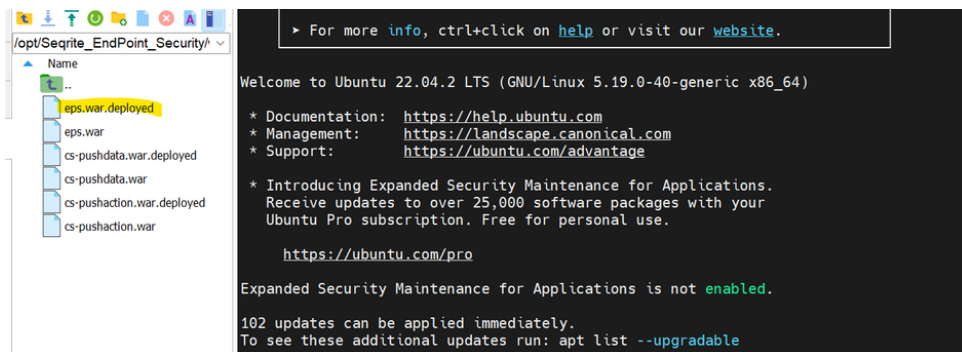 /opt/Seqrite_EndPoint_Security/
Name
..
eps.war.deployed
eps.war
cs-pushdata.war.deployed
cs-pushdata.war
cs-pushaction.war.deployed
cs-pushaction.war
➤ For more info, ctrl+click on help or visit our website.
Welcome to Ubuntu 22.04.2 LTS (GNU/Linux 5.19.0-40-generic x86_64)
* Documentation: https://help.ubuntu.com
* Management: https://landscape.canonical.com
* Support: https://ubuntu.com/advantage
* Introducing Expanded Security Maintenance for Applications.
Receive updates to over 25,000 software packages with your
Ubuntu Pro subscription. Free for personal use.
https://ubuntu.com/pro
Expanded Security Maintenance for Applications is not enabled.
102 updates can be applied immediately.
To see these additional updates run: apt list --upgradable